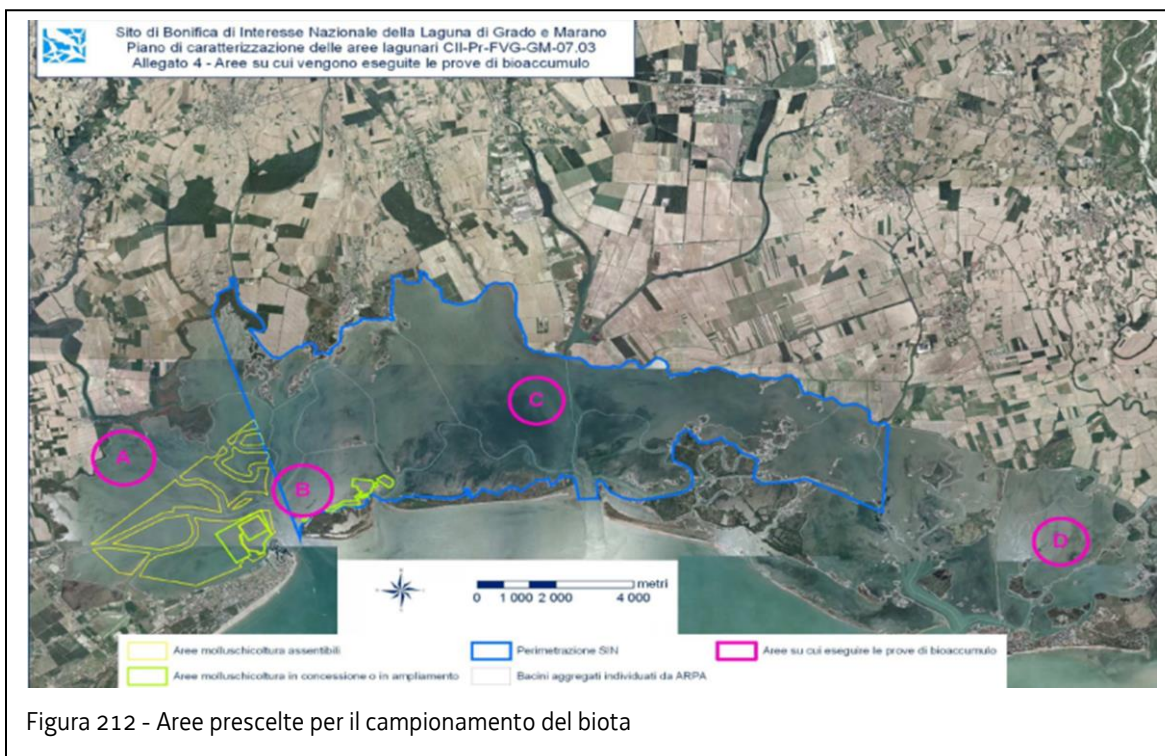 Sito di Bonifica di Interesse Nazionale della Laguna di Grado e Marano
Piano di caratterizzazione delle aree lagunari CII-Pr-FVG-GM-07.03
Allegato 4 - Aree su cui vengono eseguite le prove di bioaccumulo
A
B
C
D
metri
0 1 000 2 000 4 000
Aree molluschicoltura assentibili
Perimetrazione SIN
Aree su cui eseguire le prove di bioaccumulo
Aree molluschicoltura in concessione o in ampliamento
Bacini aggregati individuati da ARPA
Figura 212 - Aree prescelte per il campionamento del biota